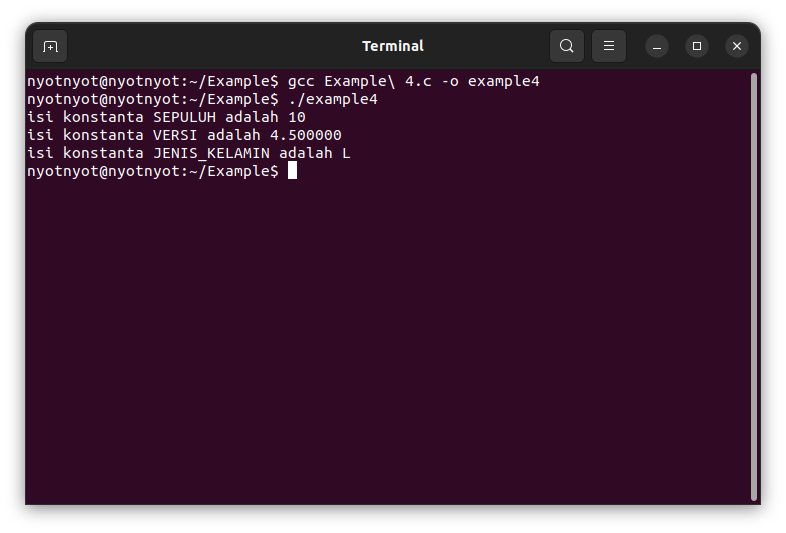 Terminal
nyotnyot@nyotnyot:~/Example$ gcc Example\ 4.c -o example4
nyotnyot@nyotnyot:~/Example$ ./example4
isi konstanta SEPULUH adalah 10
isi konstanta VERSI adalah 4.500000
isi konstanta JENIS_KELAMIN adalah L
nyotnyot@nyotnyot:~/Example$